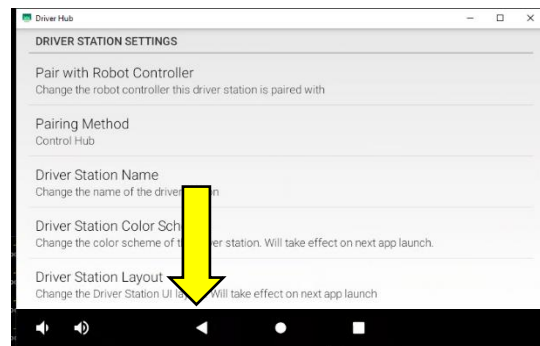 Driver Hub
DRIVER STATION SETTINGS
Pair with Robot Controller
Change the robot controller this driver station is paired with
Pairing Method
Control Hub
Driver Station Name
Change the name of the driver
Driver Station Color
Change the color scheme of station. Will take effect on next app launch.
Driver Station Layout
Change the Driver Station UI Will take effect on next app launch